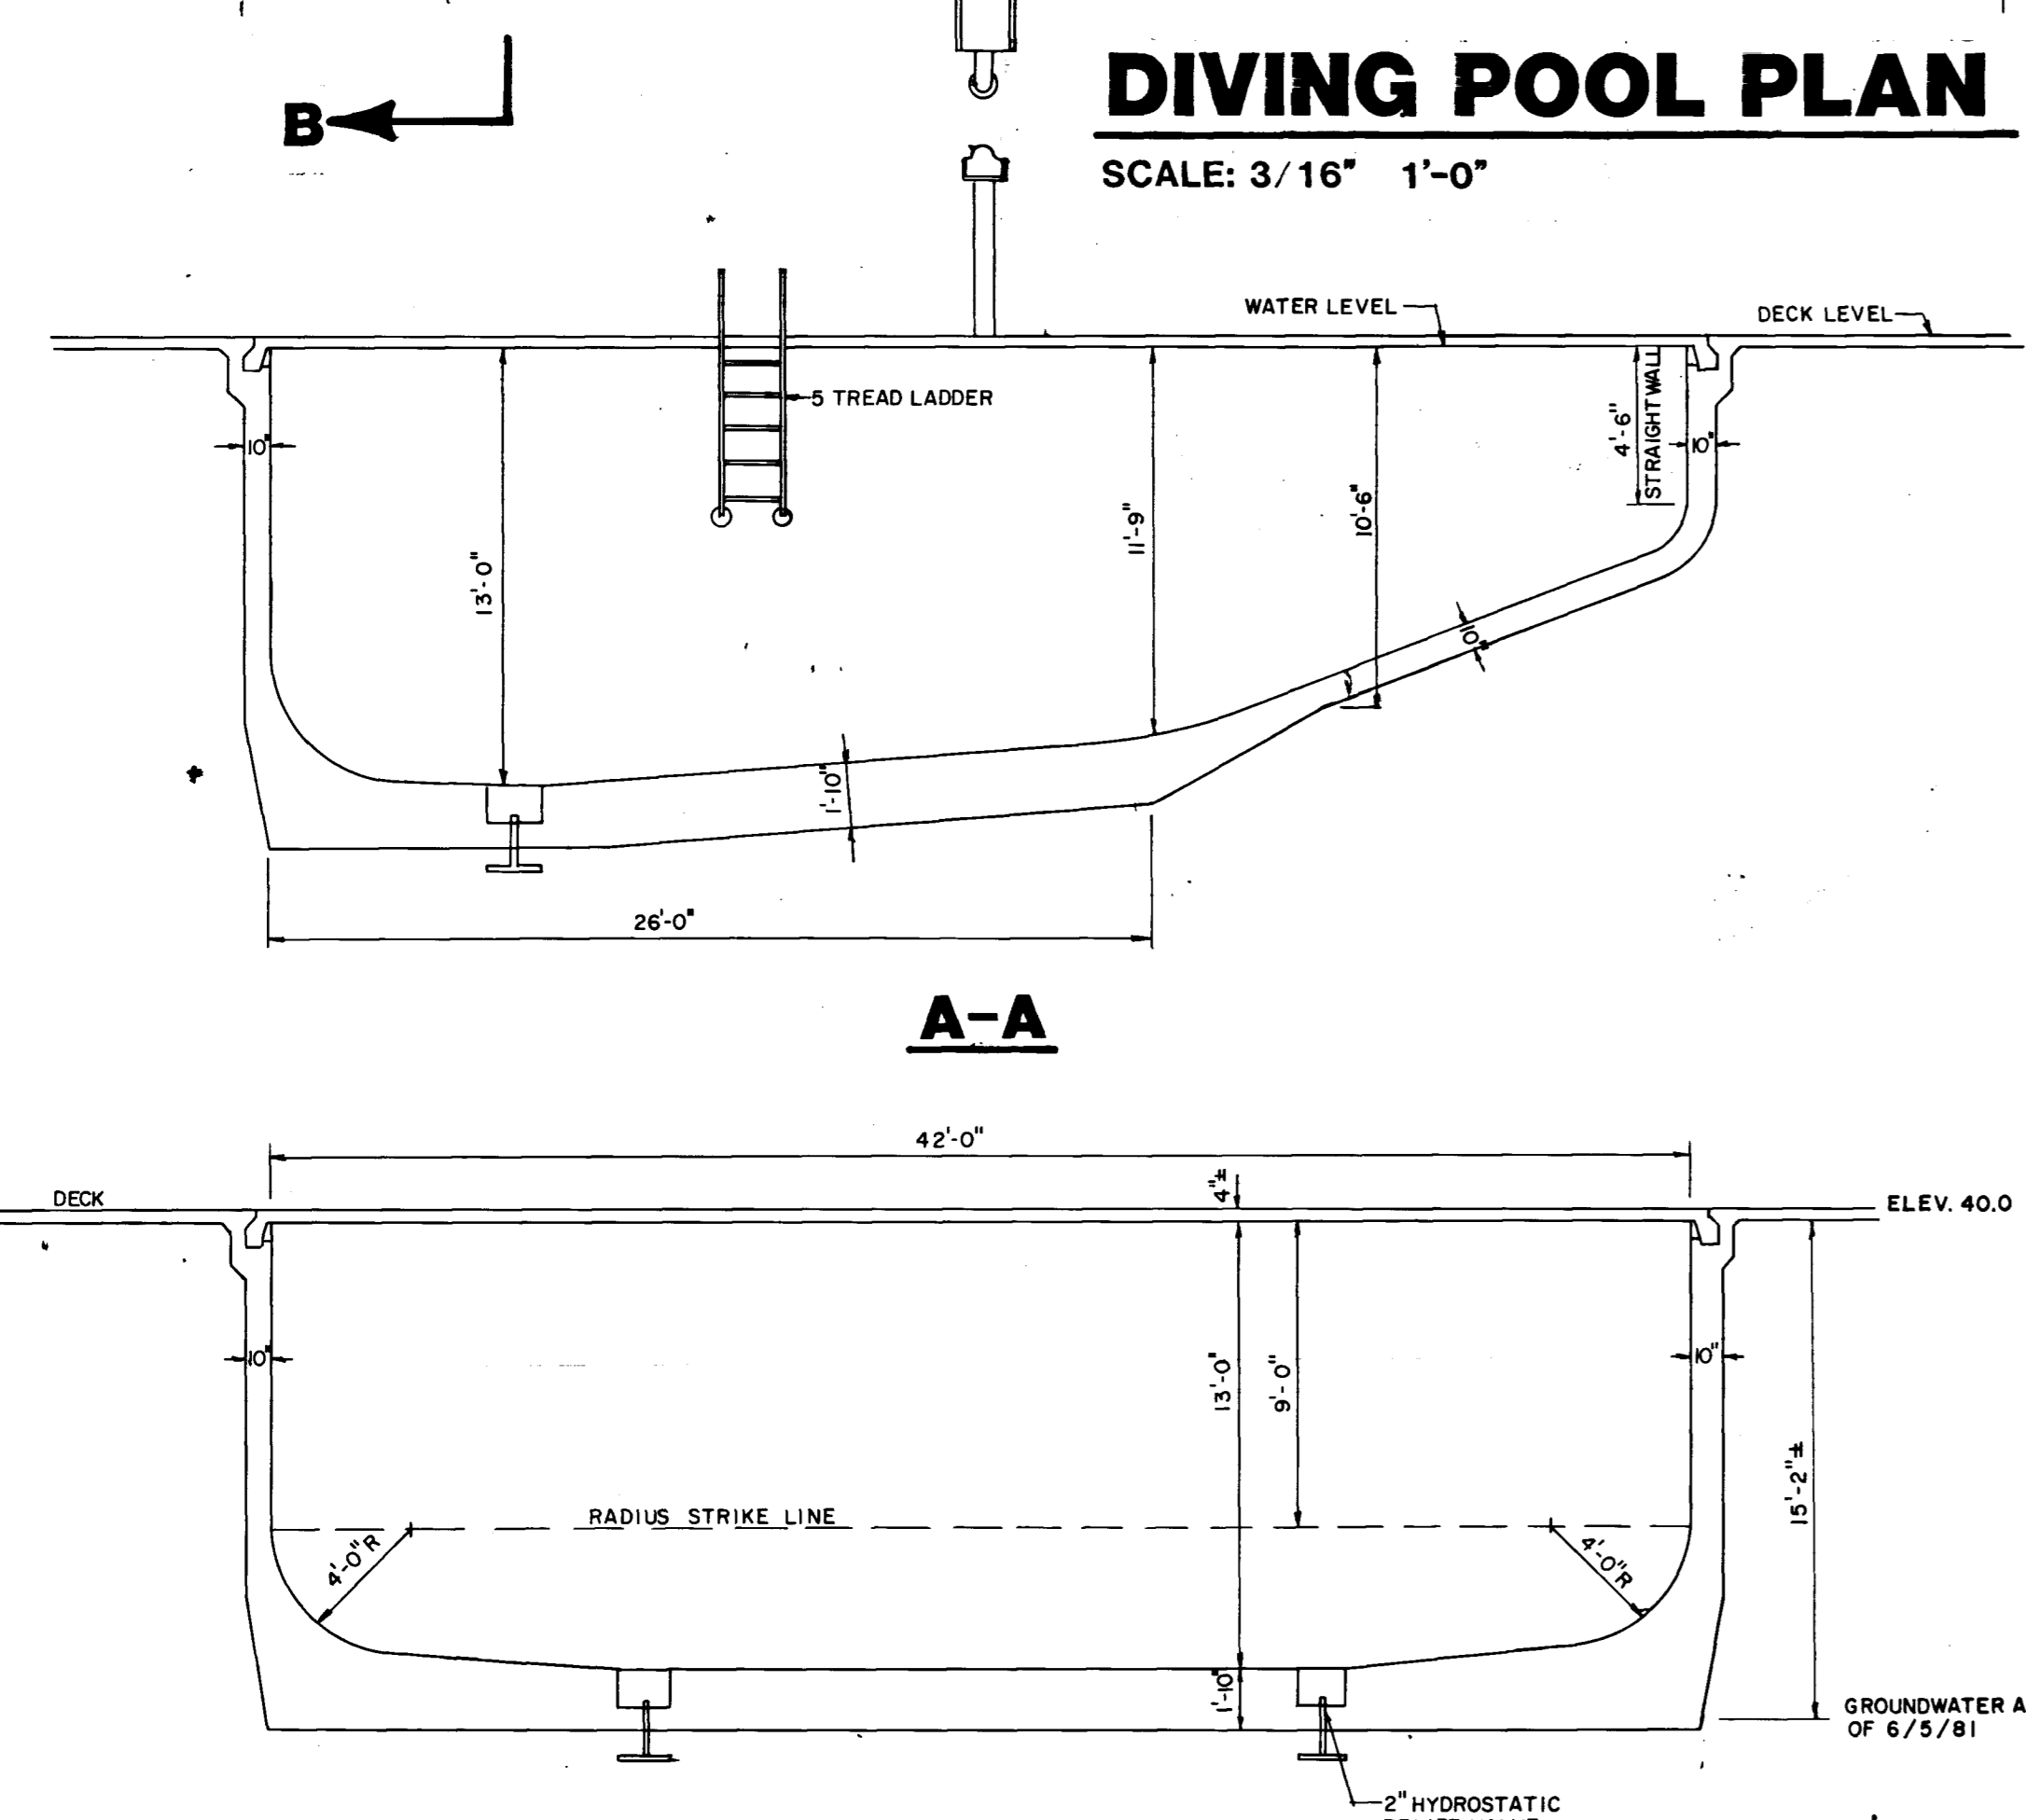 DIVING POOL PLAN
B
SCALE: 3/16" 1'-0"
WATER LEVEL
DECK LEVEL
5 TREAD LADDER
10"
13'-0"
11'-9"
10'-6"
4'-6"
STRAIGHT WALL
10"
10"
1'-10"
26'-0"
A-A
42'-0"
DECK
4"±
ELEV. 40.0
10"
13'-0"
9'-0"
10"
15'-2"±
RADIUS STRIKE LINE
4'-0"R
4'-0"R
1'-10"
GROUNDWATER A
OF 6/5/81
2" HYDROSTATIC